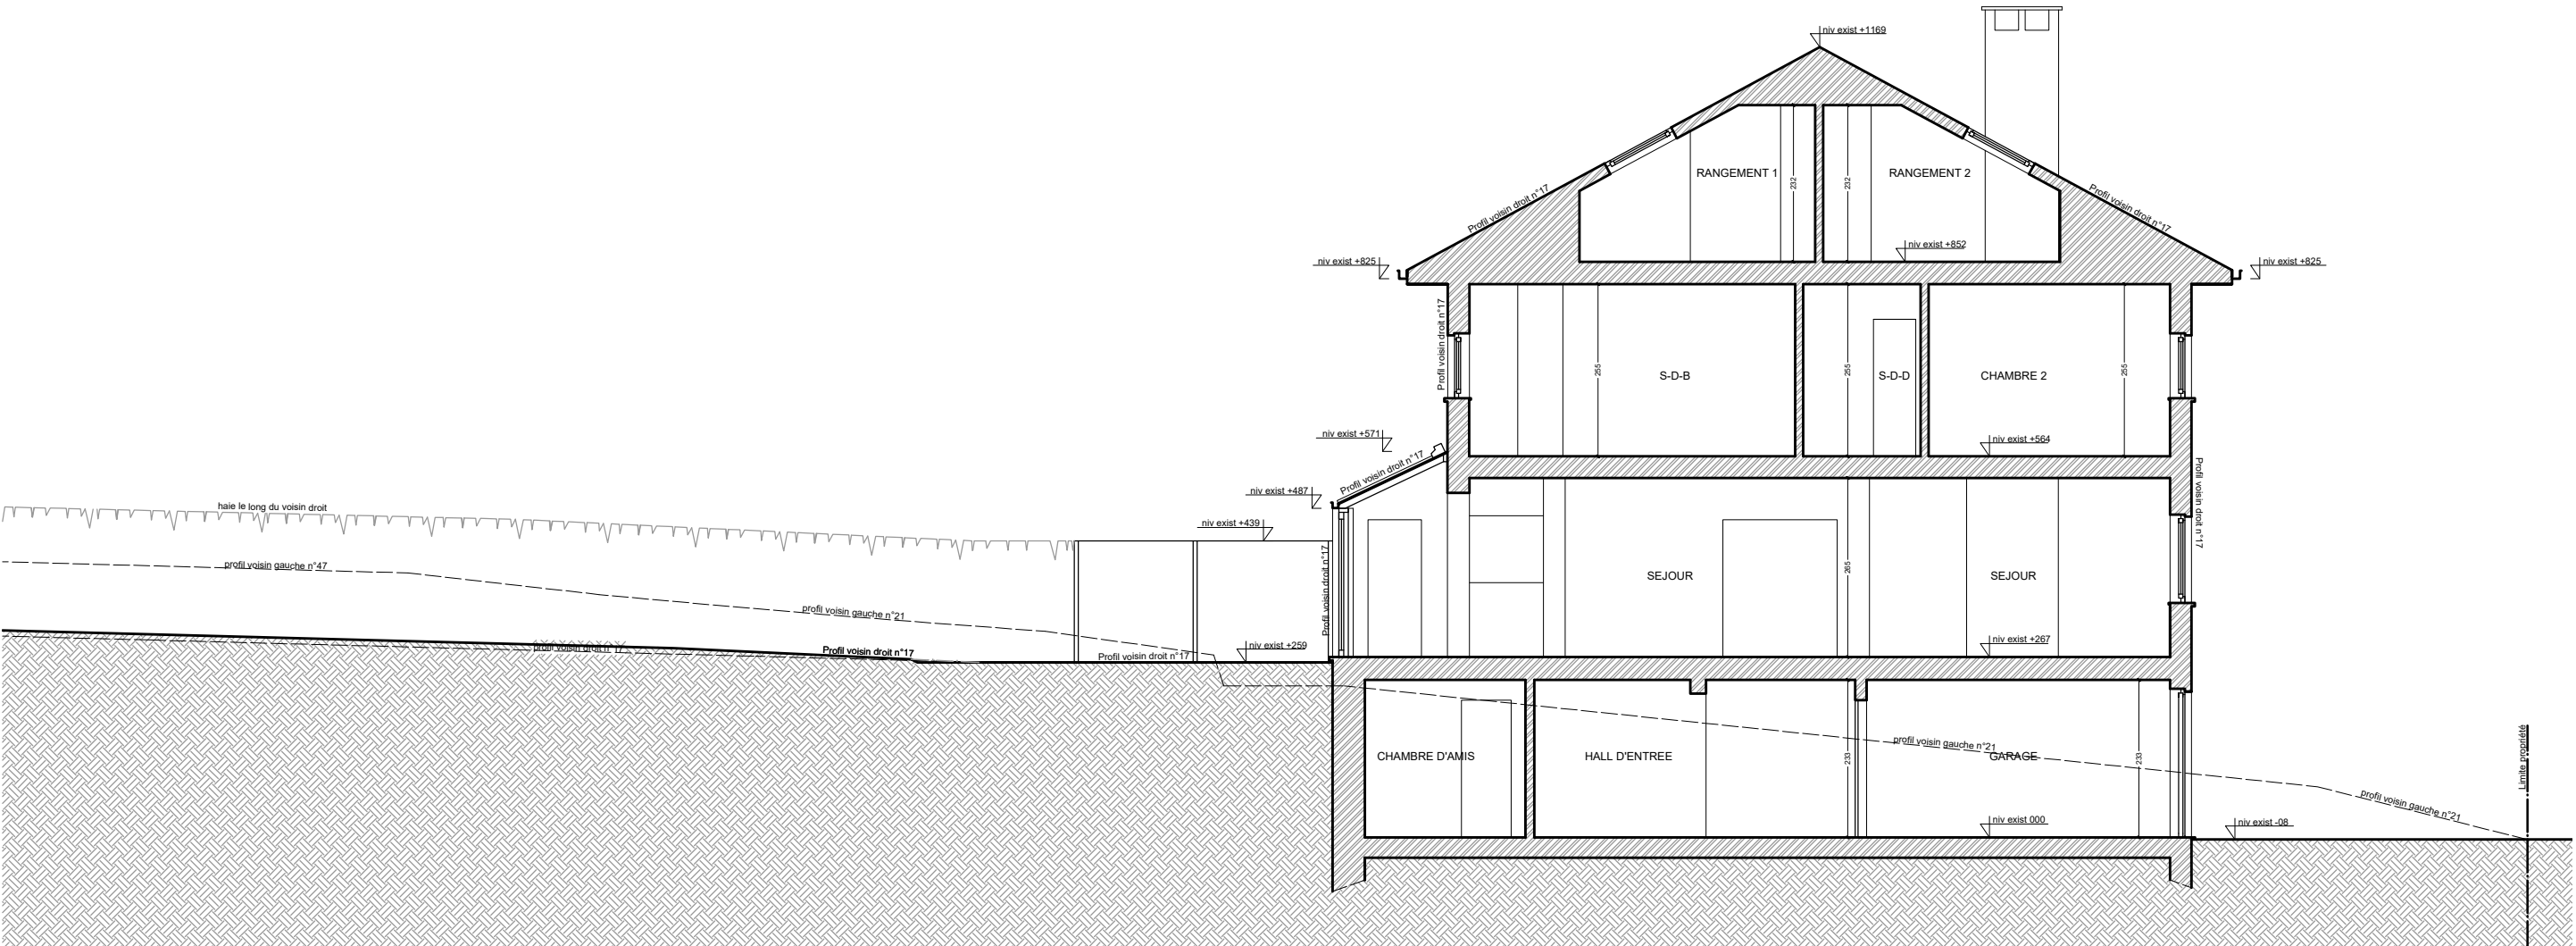 niv exist +1169
RANGEMENT 1
232
232
RANGEMENT 2
Profil voisin droit n°17
Profil voisin droit n°17
niv exist +852
niv exist +825
niv exist +825
Profil voisin droit n°17
255
S-D-B
255
S-D-D
CHAMBRE 2
255
niv exist +571
niv exist +564
Profil voisin droit n°17
Profil voisin droit n°17
niv exist +487
haie le long du voisin droit
niv exist +439
profil voisin gauche n°47
Profil voisin droit n°17
SEJOUR
265
SEJOUR
profil voisin gauche n°21
niv exist +259
niv exist +267
profil voisin droit n°17
Profil voisin droit n°17
Profil voisin droit n°17
CHAMBRE D'AMIS
HALL D'ENTREE
233
profil voisin gauche n°21
GARAGE
233
Limite propriété
profil voisin gauche n°21
niv exist 000
niv exist -08